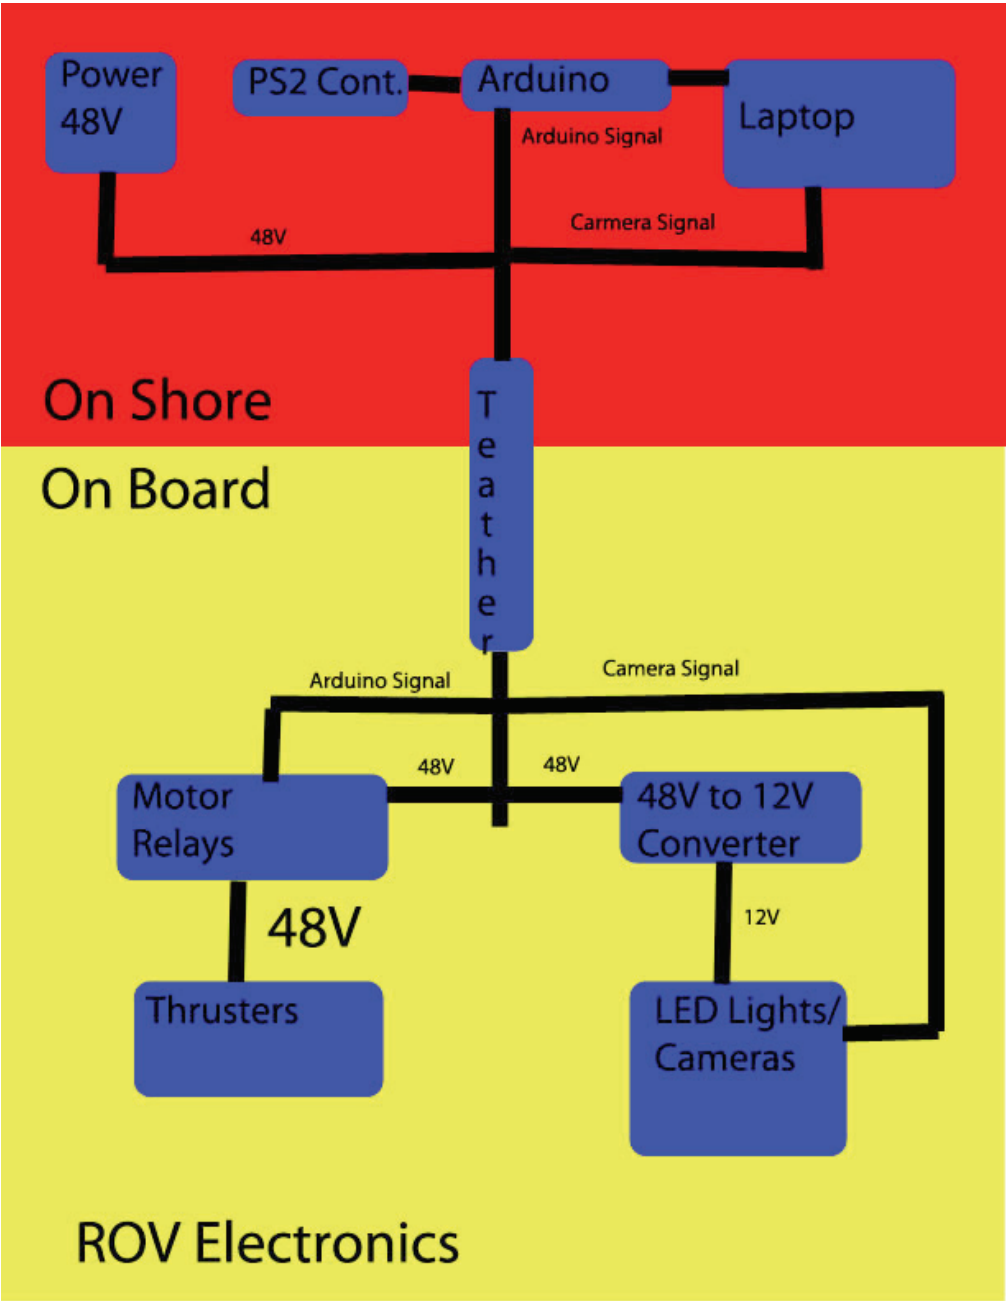 Power
48V
PS2 Cont.
Arduino
Laptop
Arduino Signal
Carmera Signal
48V
On Shore
Teather
On Board
Arduino Signal
Camera Signal
48V
48V
Motor
Relays
48V to 12V
Converter
48V
12V
Thrusters
LED Lights/
Cameras
ROV Electronics